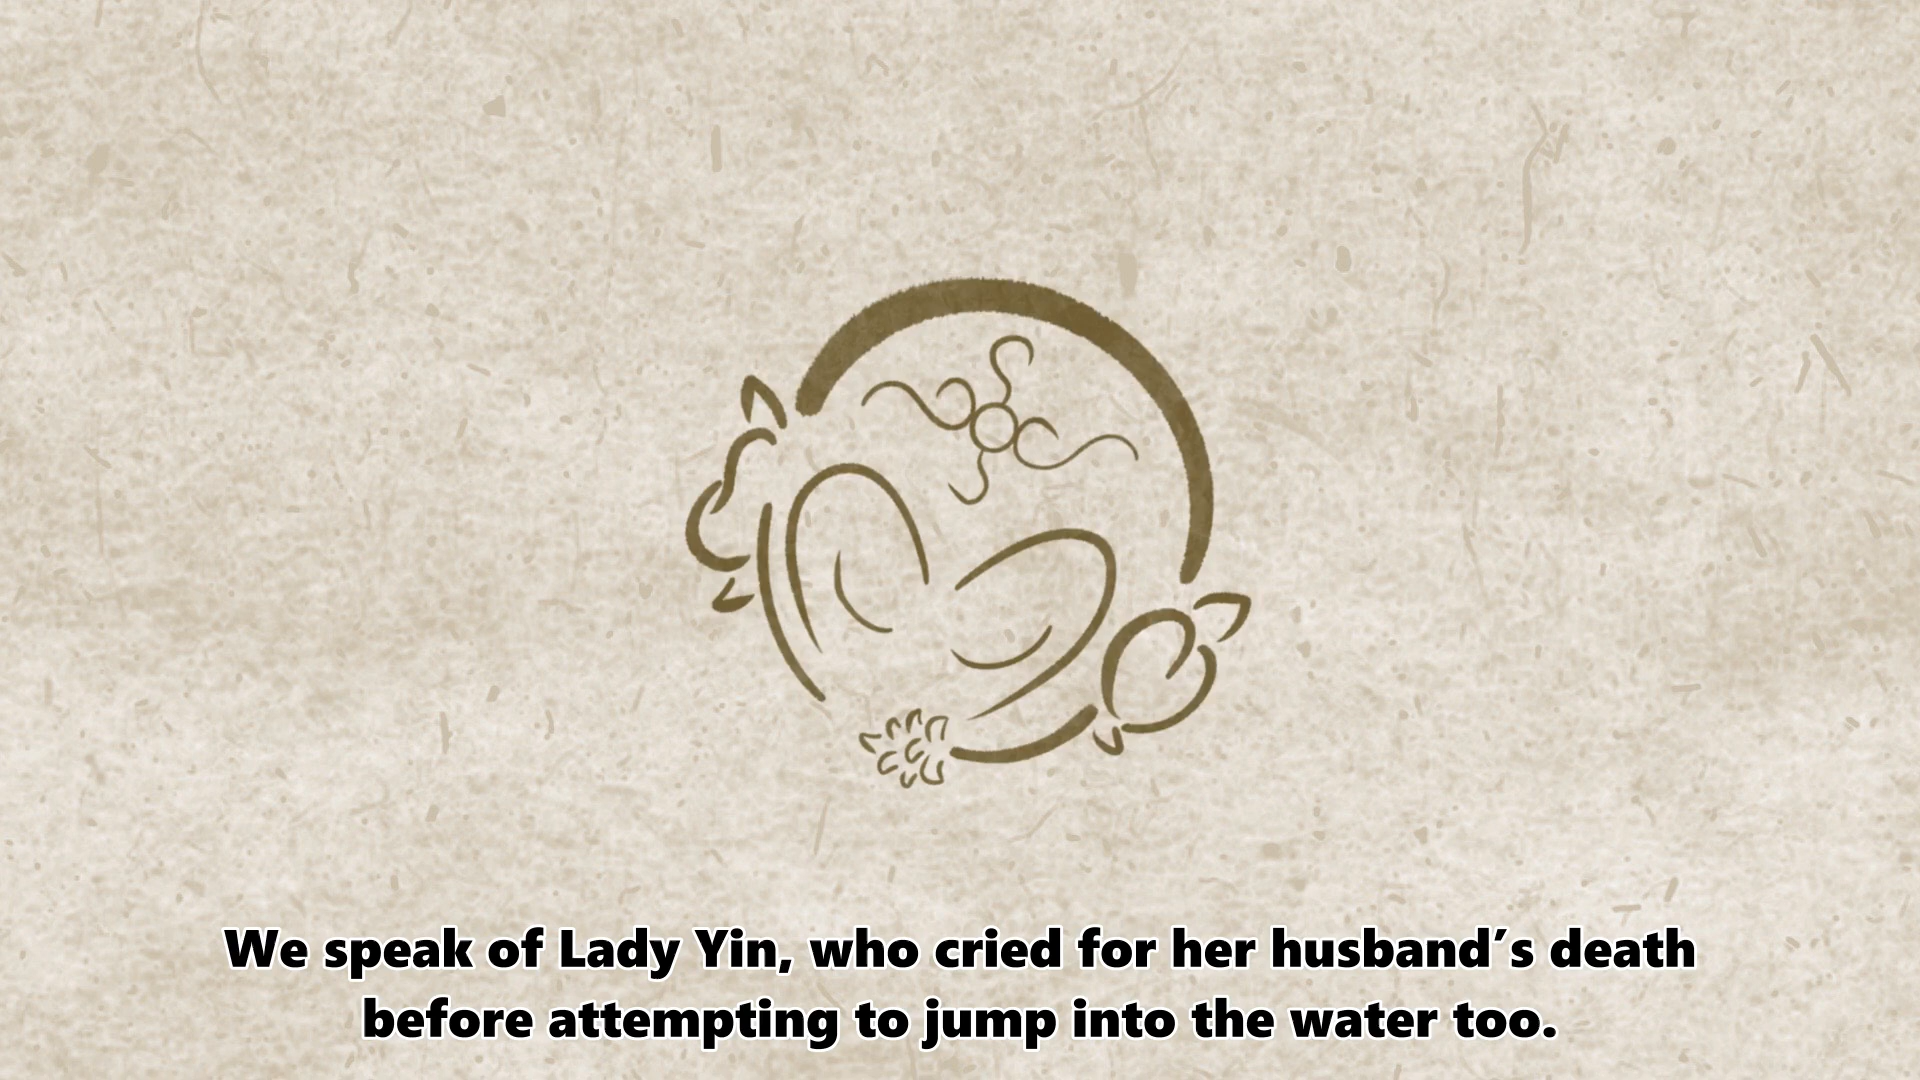 We speak of Lady Yin, who cried for her husband’s death
before attempting to jump into the water too.